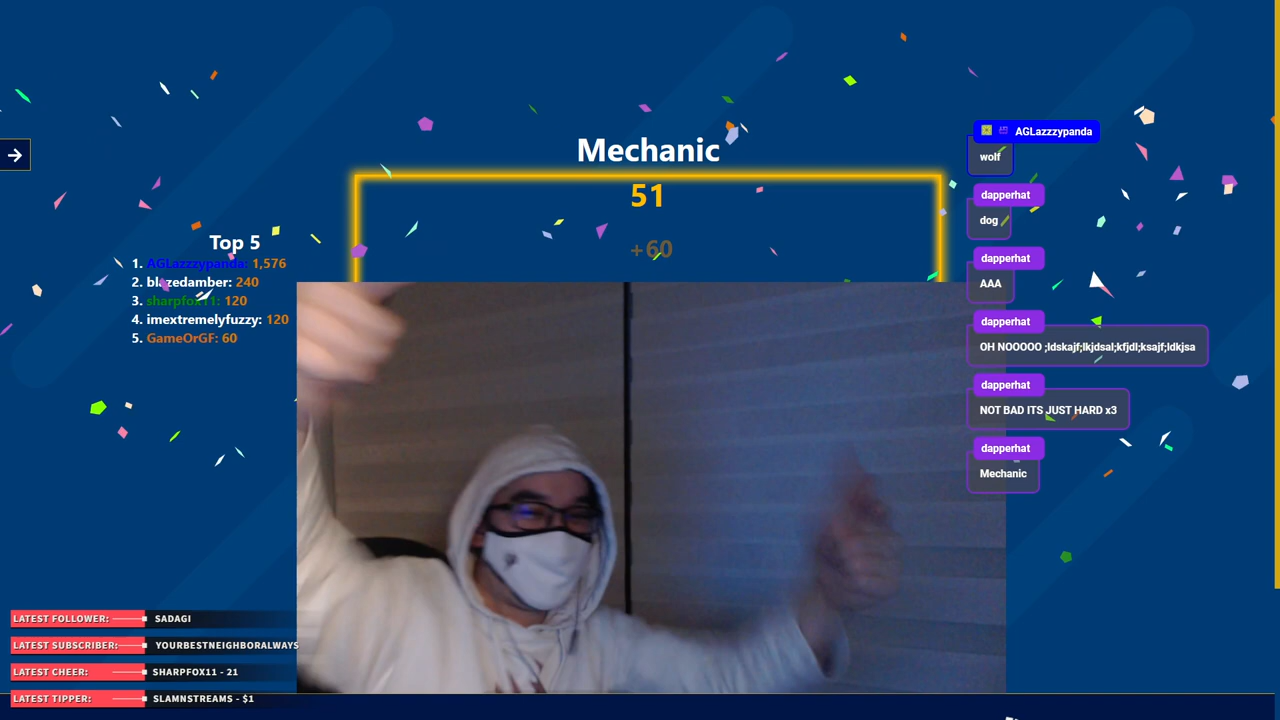 Mechanic
51
+60
Top 5
1. AGLazzzypanda: 1,576
2. blazedamber: 240
3. sharpfox11: 120
4. imextremelyfuzzy: 120
5. GameOrGF: 60
AGLazzzypanda
wolf
dapperhat
dog
dapperhat
AAA
dapperhat
OH NOOOOO ;ldskajf;lkjdsal;kfjdl;ksajf;ldkjsa
dapperhat
NOT BAD ITS JUST HARD x3
dapperhat
Mechanic
LATEST FOLLOWER: SADAGI
LATEST SUBSCRIBER: YOURBESTNEIGHBORALWAYS
LATEST CHEER: SHARPFOX11 - 21
LATEST TIPPER: SLAMNSTREAMS - $1